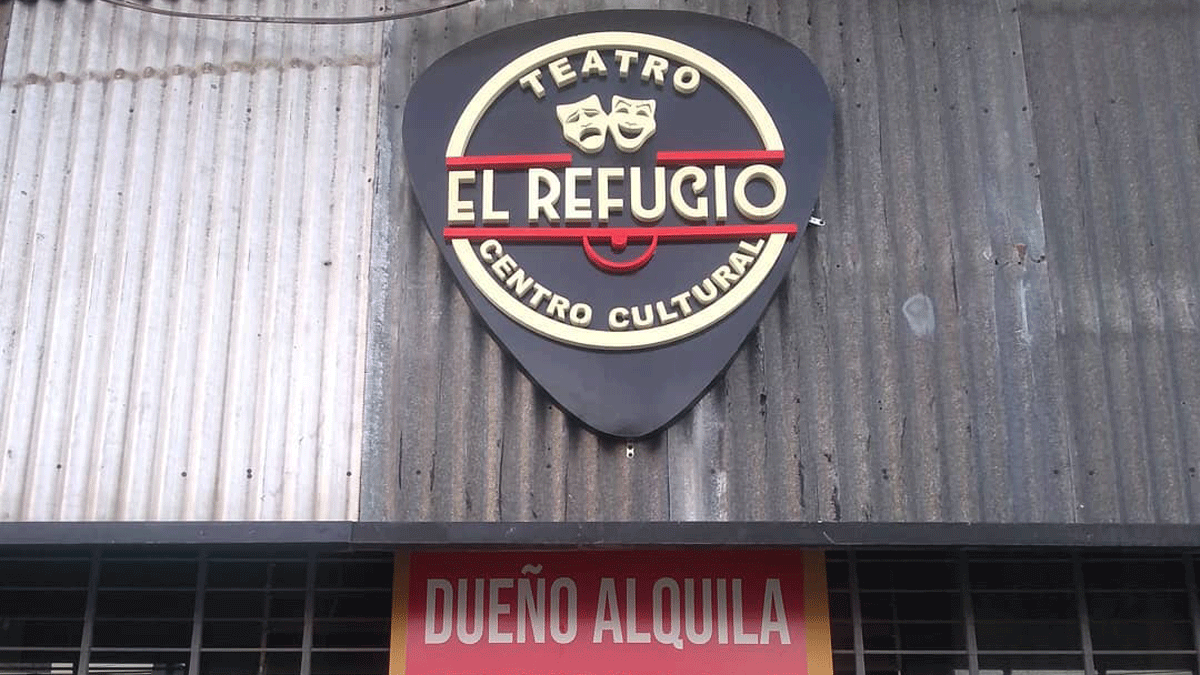 TEATRO
EL REFUGIO
CENTRO CULTURAL
DUEÑO ALQUILA